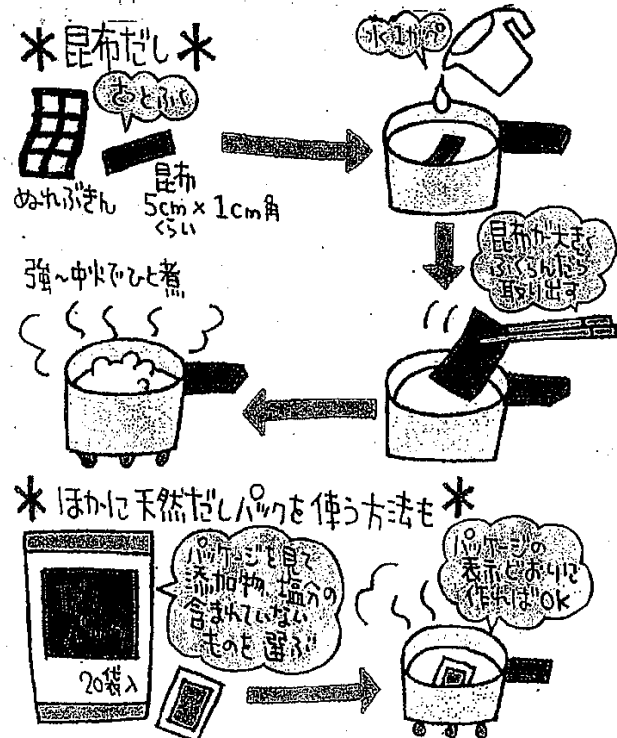 *昆布だし*
さっとふく
ぬれぶきん
昆布
5cm×1cm角
くらい
水1カップ
昆布が大きく
ふくらんだら
取り出す
強~中火でひと煮
*ほかに天然だしパックを使う方法も*
パッケージを見て
添加物、塩分の
含まれていない
ものを選ぶ
20袋入
パッケージの
表示どおりに
作ればOK